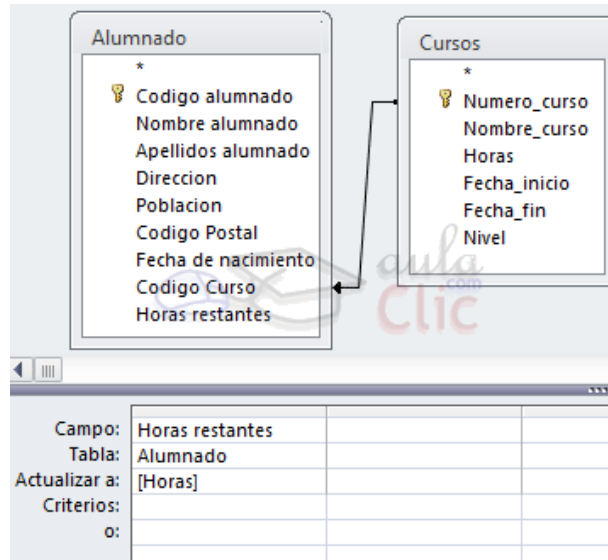 Alumnado
*
Codigo alumnado
Nombre alumnado
Apellidos alumnado
Direccion
Poblacion
Codigo Postal
Fecha de nacimiento
Codigo Curso
Horas restantes
Cursos
*
Numero_curso
Nombre_curso
Horas
Fecha_inicio
Fecha_fin
Nivel
aula
.com
Clic
Campo: Horas restantes
Tabla: Alumnado
Actualizar a: [Horas]
Criterios:
o: